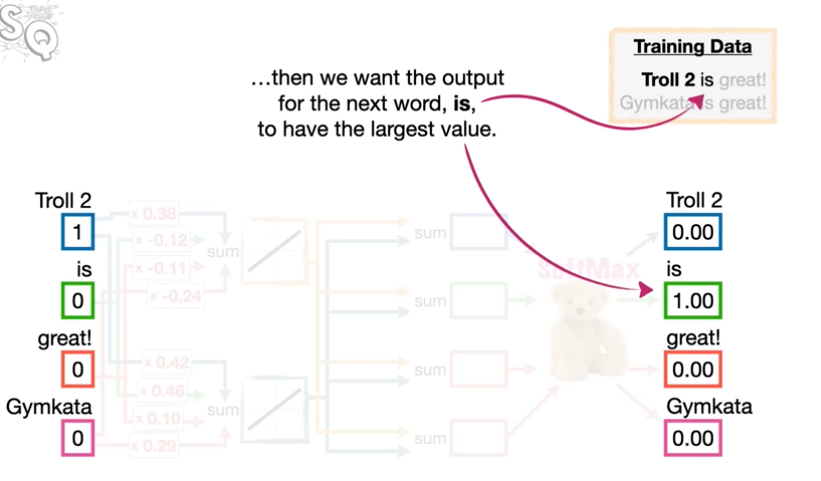 SQ
Training Data
Troll 2 is great!
Gymkata is great!
…then we want the output
for the next word, is,
to have the largest value.
Troll 2
1
is
0
great!
0
Gymkata
0
x 0.38
x -0.12
x -0.11
x -0.24
sum
x 0.42
x 0.46
x 0.10
x 0.29
sum
sum
sum
sum
sum
SoftMax
Troll 2
0.00
is
1.00
great!
0.00
Gymkata
0.00